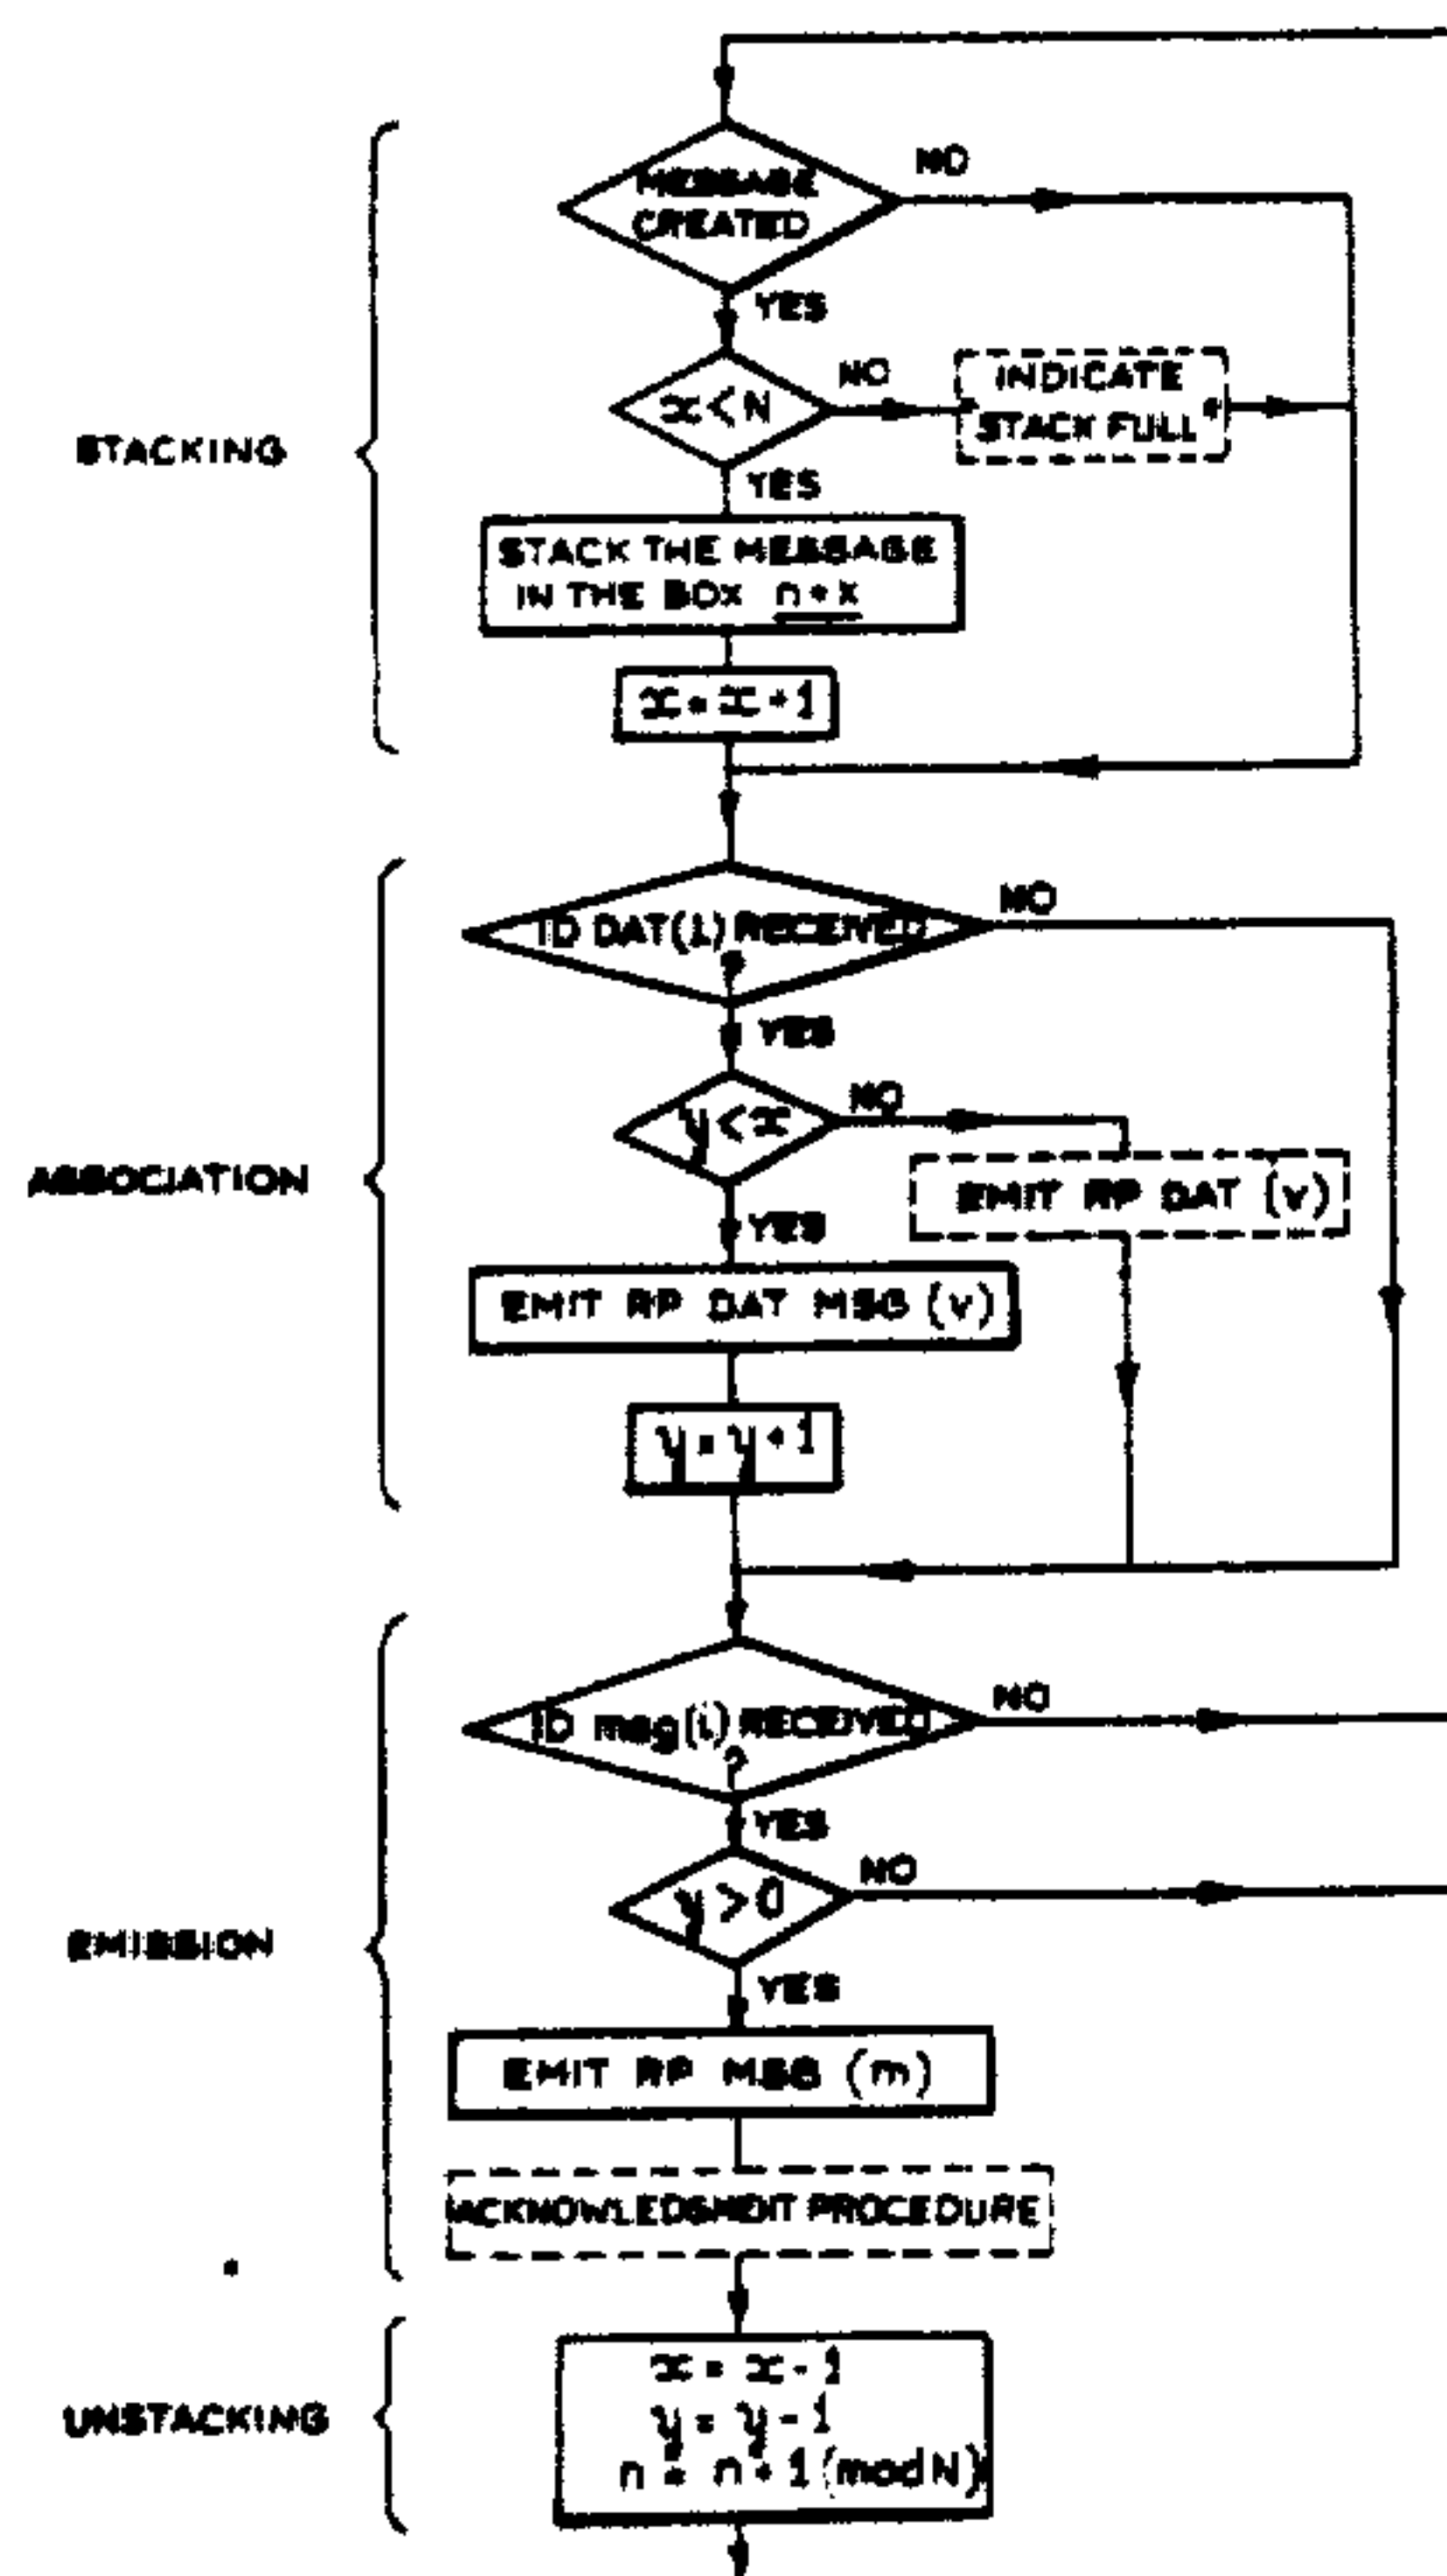 MESSAGE
CREATED
NO
YES
x < N
NO
INDICATE
"STACK FULL"
YES
STACKING
STACK THE MESSAGE
IN THE BOX n+x
x = x + 1
ID DAT(i) RECEIVED
?
NO
YES
y < x
NO
EMIT RP DAT (v)
YES
ASSOCIATION
EMIT RP DAT MSG (v)
y = y + 1
ID msg(i) RECEIVED
?
NO
YES
y > 0
NO
EMISSION
YES
EMIT RP MSG (m)
ACKNOWLEDGMENT PROCEDURE
UNSTACKING
x = x - 1
y = y - 1
n = n + 1 (mod N)